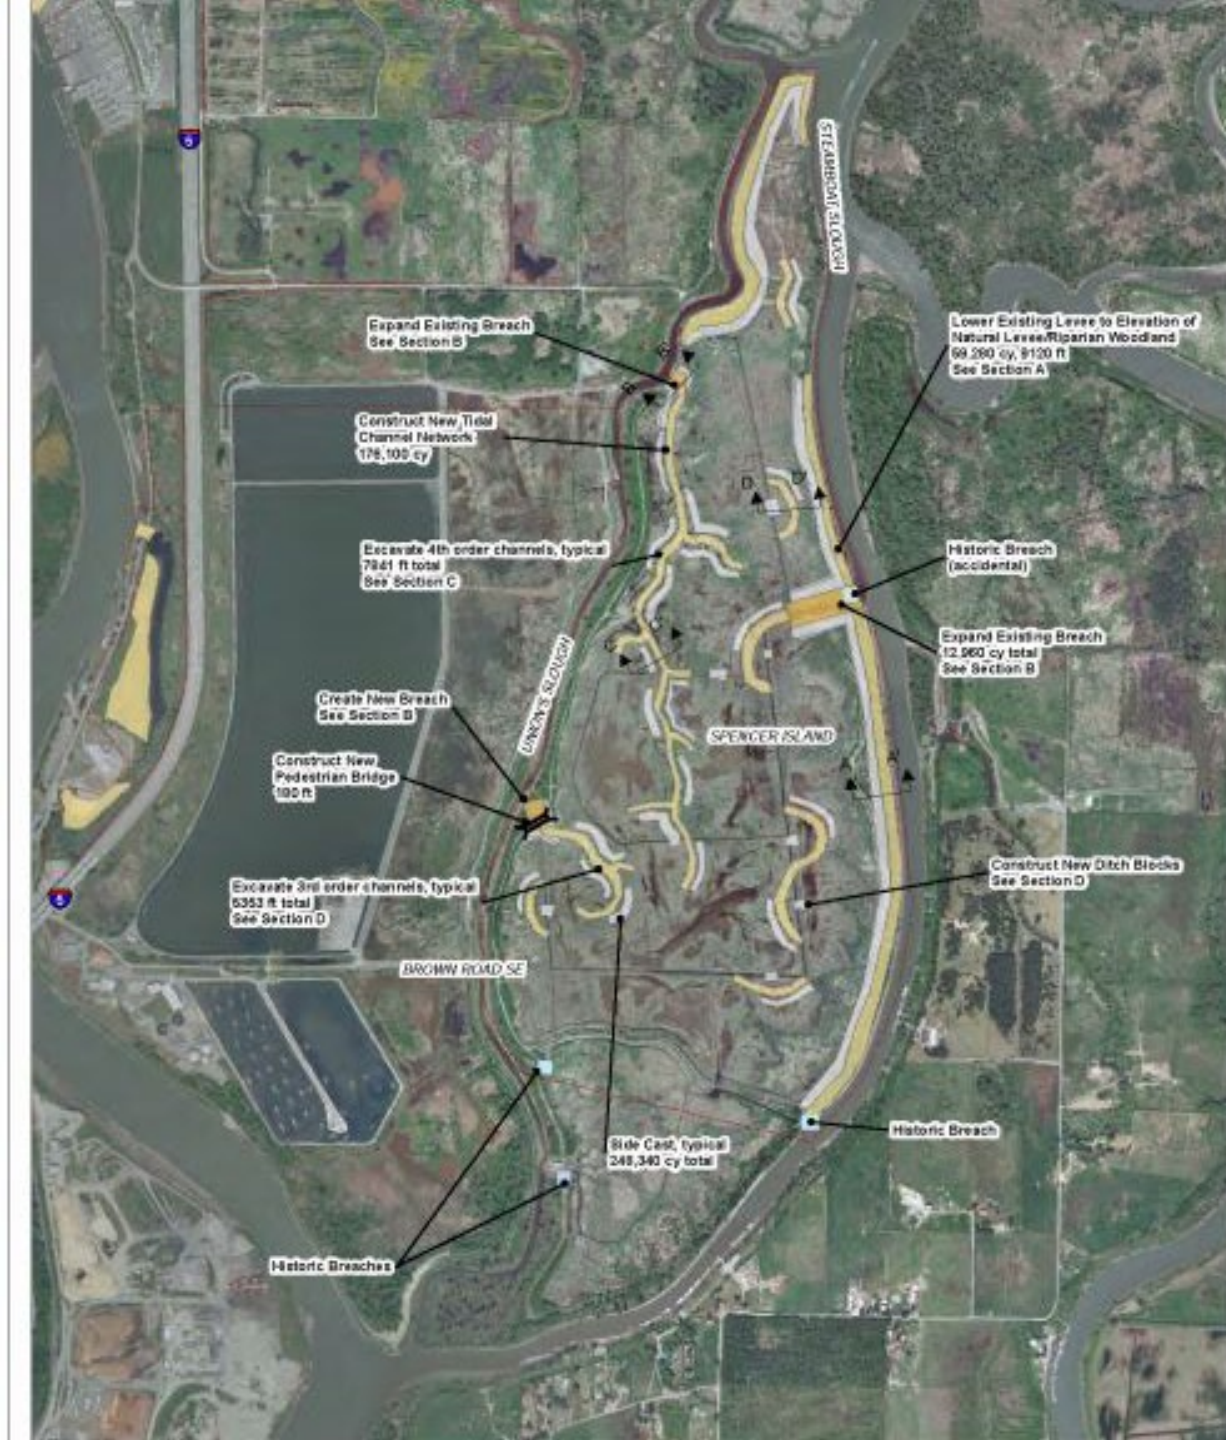 5
STEAMBOAT SLOUGH
Expand Existing Breach
See Section B
Lower Existing Levee to Elevation of
Natural Levee/Riparian Woodland
59,280 cy, 9120 ft
See Section A
B
B
Construct New Tidal
Channel Network
176,100 cy
D
D
Excavate 4th order channels, typical
7841 ft total
See Section C
Historic Breach
(accidental)
Expand Existing Breach
12,960 cy total
See Section B
C
C
UNION SLOUGH
Create New Breach
See Section B
SPENCER ISLAND
Construct New
Pedestrian Bridge
180 ft
A
A
Construct New Ditch Blocks
See Section D
Excavate 3rd order channels, typical
5353 ft total
See Section D
5
BROWN ROAD SE
Historic Breach
Side Cast, typical
248,340 cy total
Historic Breaches